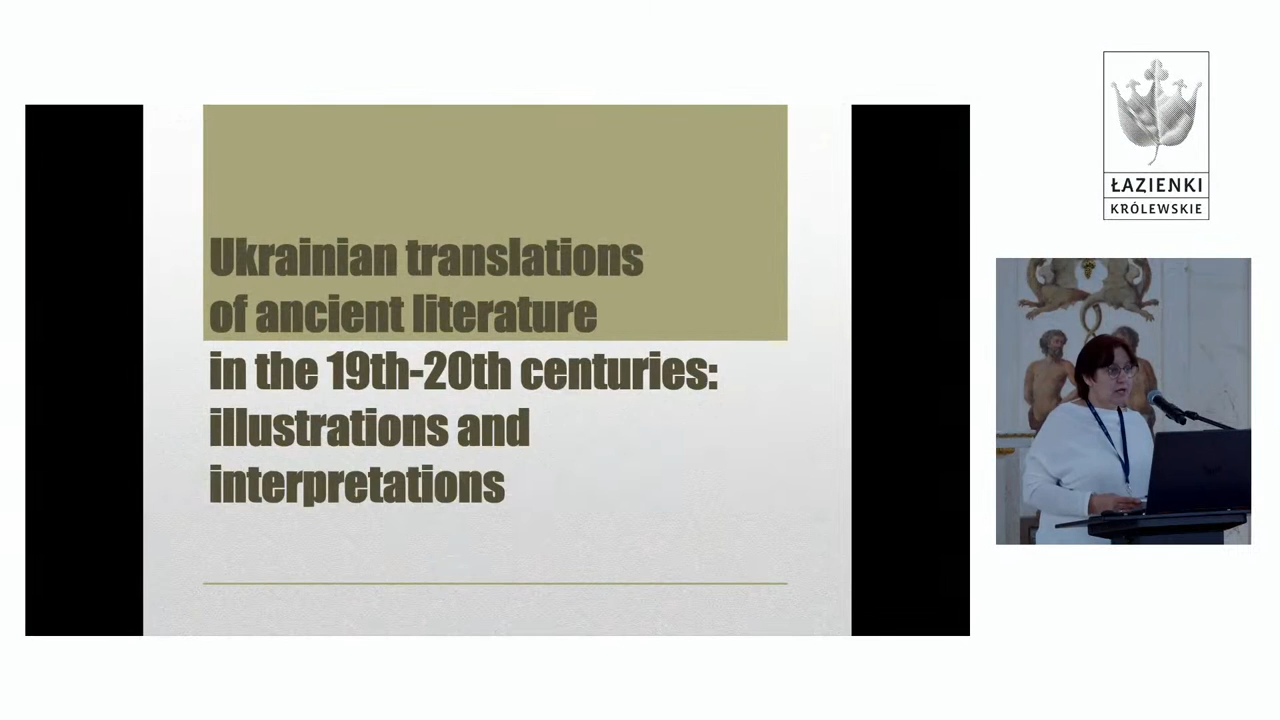 Ukrainian translations
of ancient literature
in the 19th-20th centuries:
illustrations and
interpretations
ŁAZIENKI
KRÓLEWSKIE